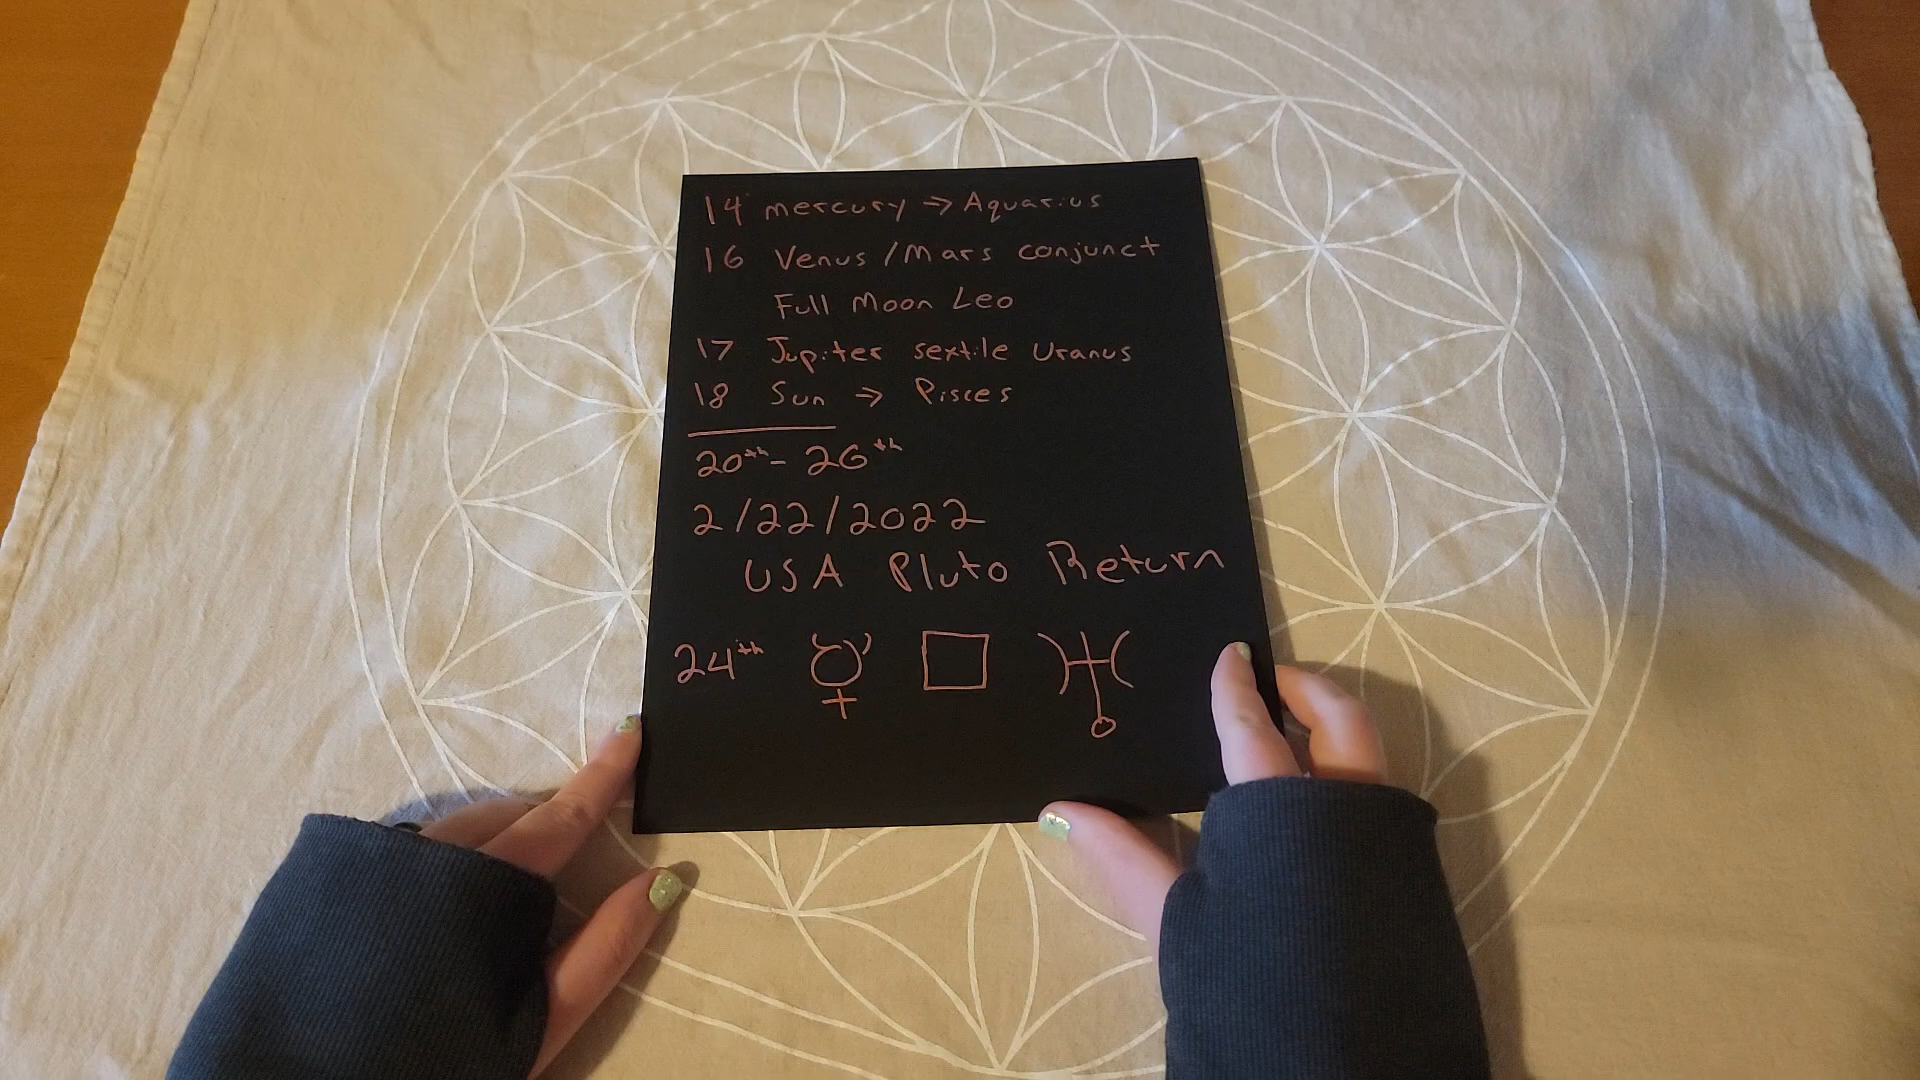 14 mercury → Aquarius
16 Venus/Mars conjunct
Full Moon Leo
17 Jupiter sextile Uranus
18 Sun → Pisces
20th - 26th
2/22/2022
USA Pluto Return
24th ☿ □ ♅